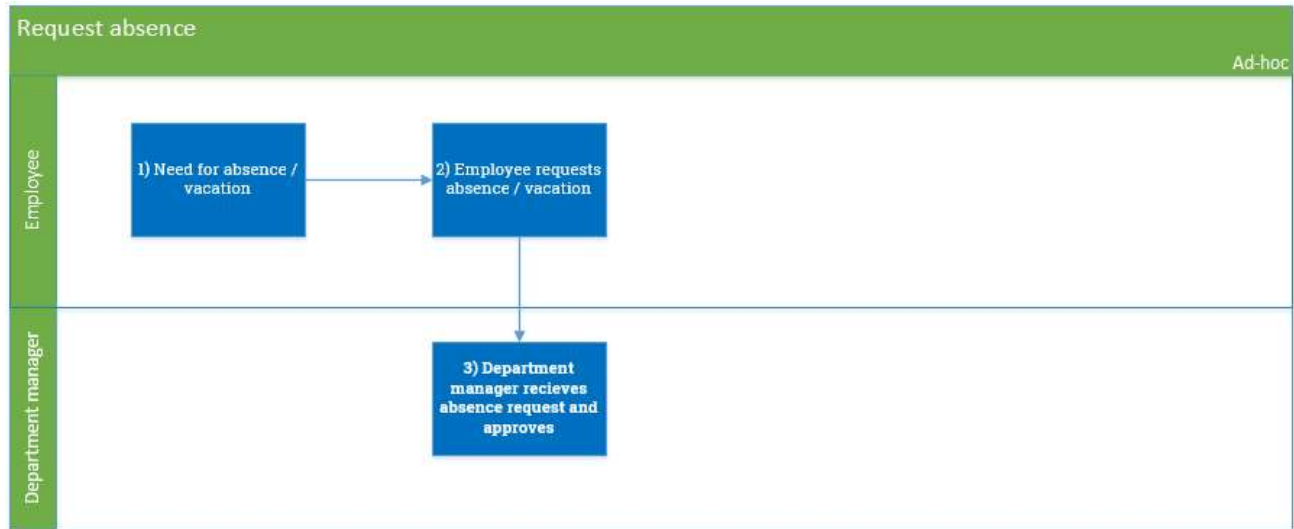 Request absence
Ad-hoc
Employee
1) Need for absence /
vacation
2) Employee requests
absence / vacation
Department manager
3) Department
manager recieves
absence request and
approves